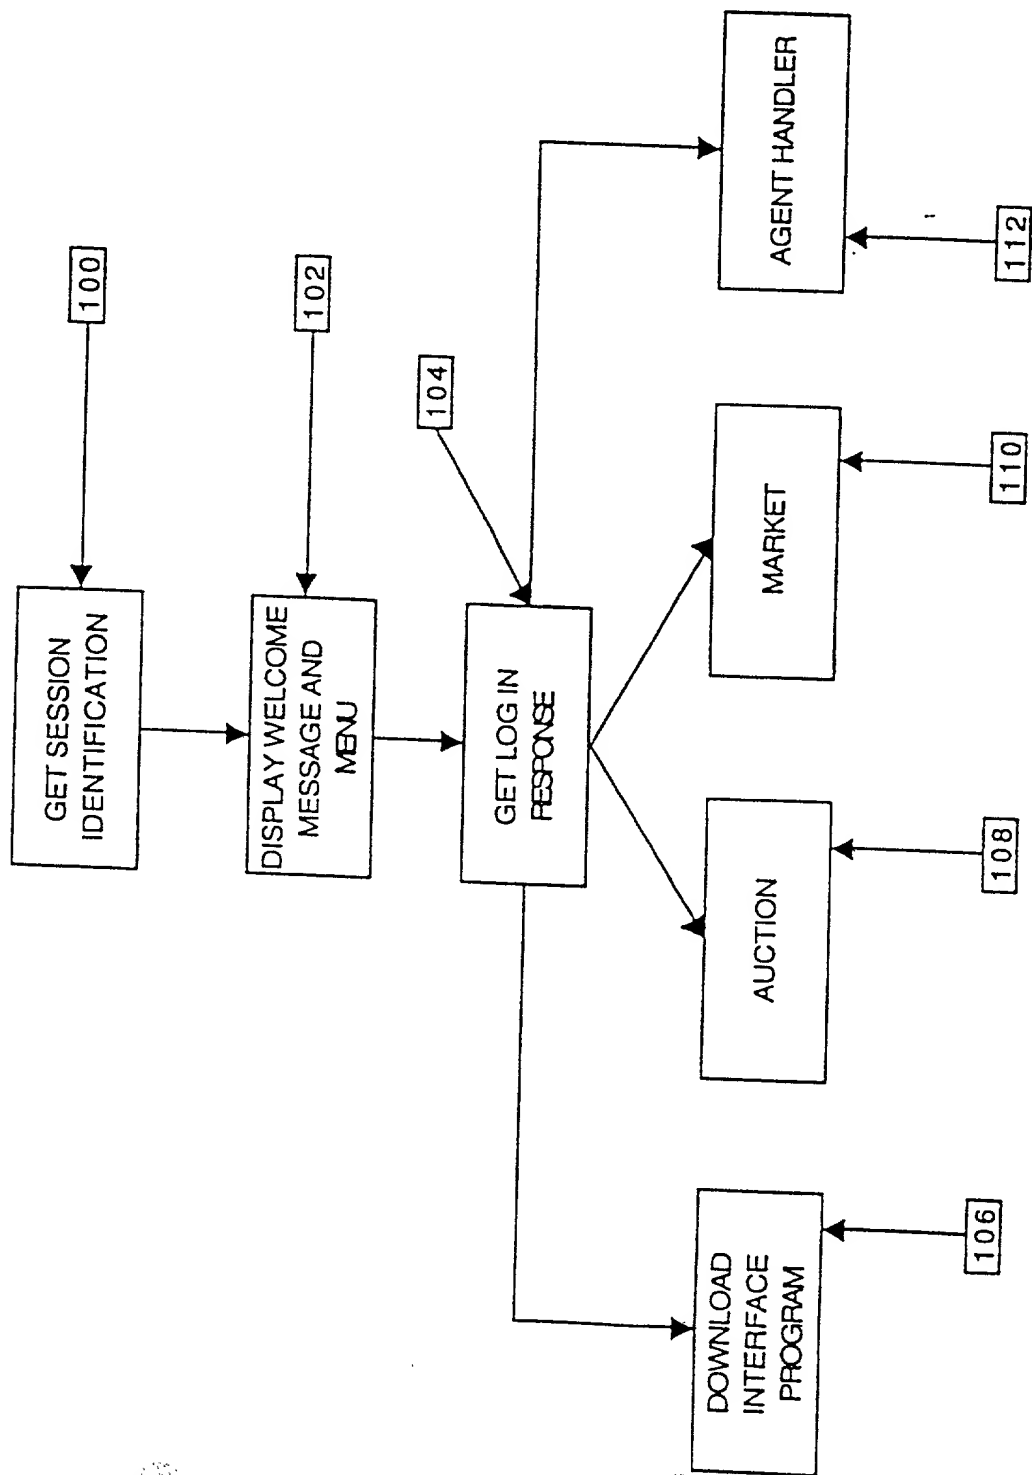 100
GET SESSION
IDENTIFICATION
102
DISPLAY WELCOME
MESSAGE AND
MENU
104
GET LOG IN
RESPONSE
DOWNLOAD
INTERFACE
PROGRAM
AUCTION
MARKET
AGENT HANDLER
106
108
110
112